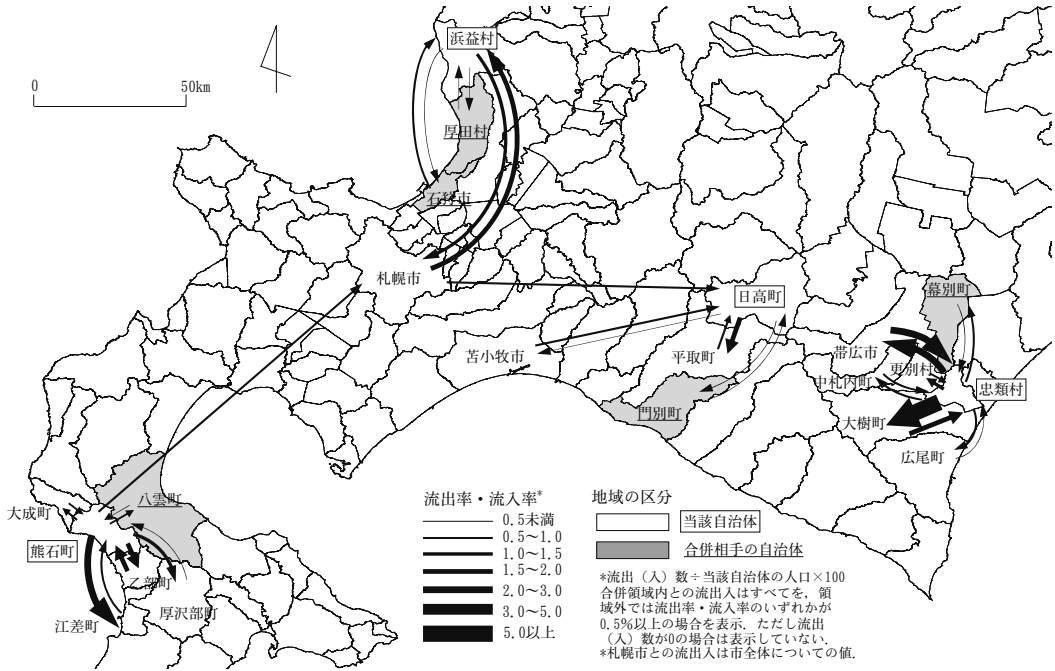 浜益村
0
50km
厚田村
石狩市
札幌市
日高町
幕別町
苫小牧市
平取町
帯広市
更別村
中札内町
忠類村
門別町
大樹町
広尾町
八雲町
大成町
熊石町
乙部町
厚沢部町
江差町
流出率・流入率*
0.5未満
0.5～1.0
1.0～1.5
1.5～2.0
2.0～3.0
3.0～5.0
5.0以上
地域の区分
当該自治体
合併相手の自治体
*流出（入）数÷当該自治体の人口×100
合併領域内との流出入はすべてを，領
域外では流出率・流入率のいずれかが
0.5％以上の場合を表示．ただし流出
（入）数が0の場合は表示していない．
*札幌市との流出入は市全体についての値．